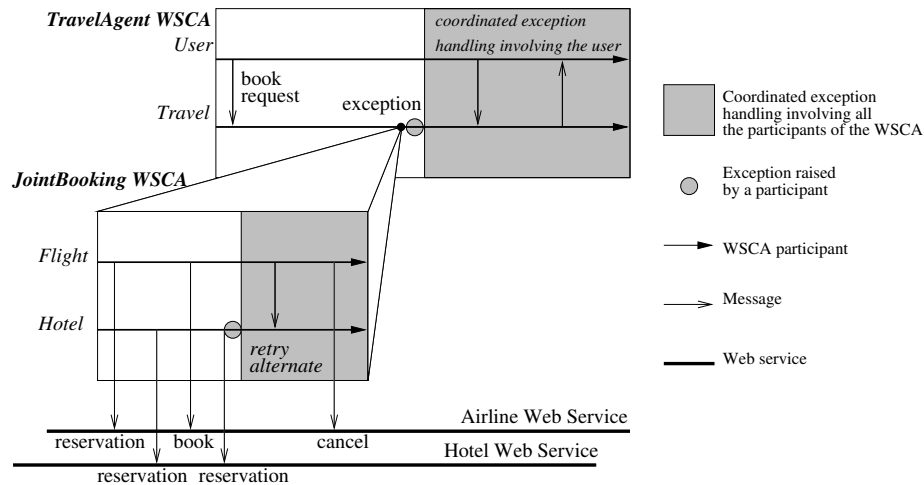 TravelAgent WSCA
User
coordinated exception
handling involving the user
book
request
Travel
exception
JointBooking WSCA
Flight
Hotel
retry
alternate
Airline Web Service
reservation
book
cancel
Hotel Web Service
reservation
reservation
Coordinated exception
handling involving all
the participants of the WSCA
Exception raised
by a participant
WSCA participant
Message
Web service